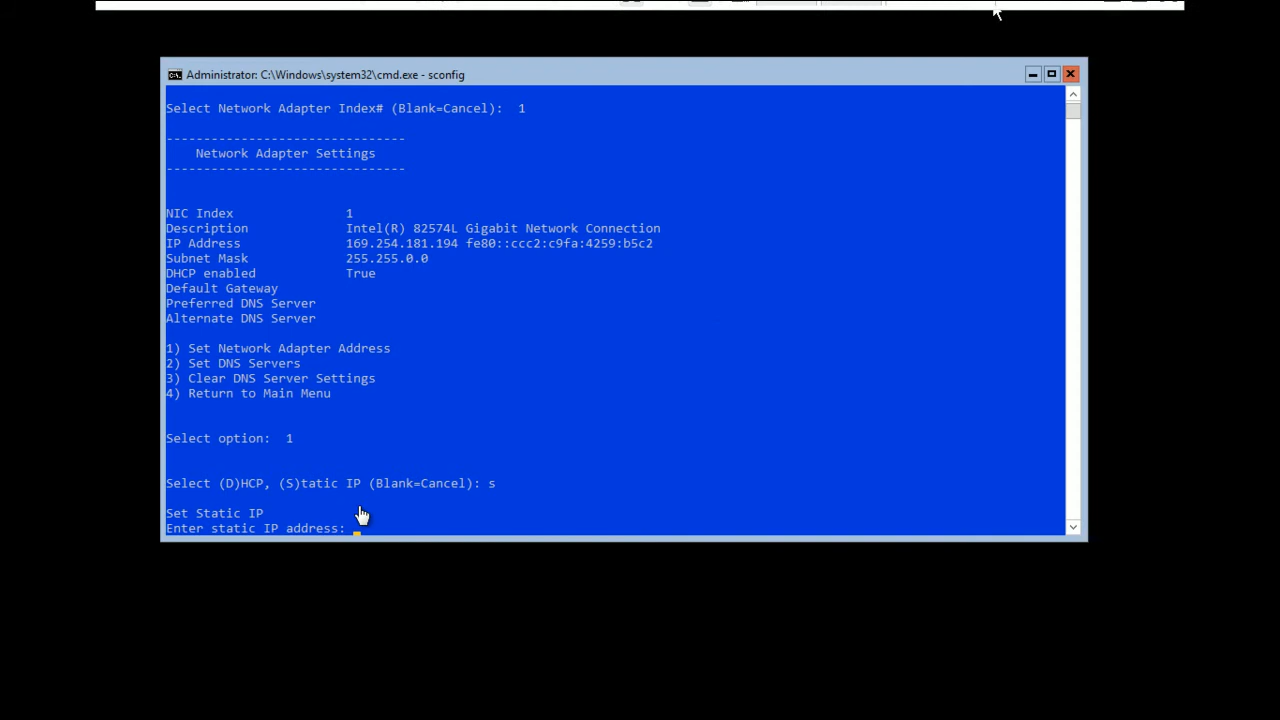 Administrator: C:\Windows\system32\cmd.exe - sconfig
Select Network Adapter Index# (Blank=Cancel):  1
--------------------------------
    Network Adapter Settings
--------------------------------
NIC Index               1
Description             Intel(R) 82574L Gigabit Network Connection
IP Address              169.254.181.194 fe80::ccc2:c9fa:4259:b5c2
Subnet Mask             255.255.0.0
DHCP enabled            True
Default Gateway
Preferred DNS Server
Alternate DNS Server
1) Set Network Adapter Address
2) Set DNS Servers
3) Clear DNS Server Settings
4) Return to Main Menu
Select option:  1
Select (D)HCP, (S)tatic IP (Blank=Cancel): s
Set Static IP
Enter static IP address: